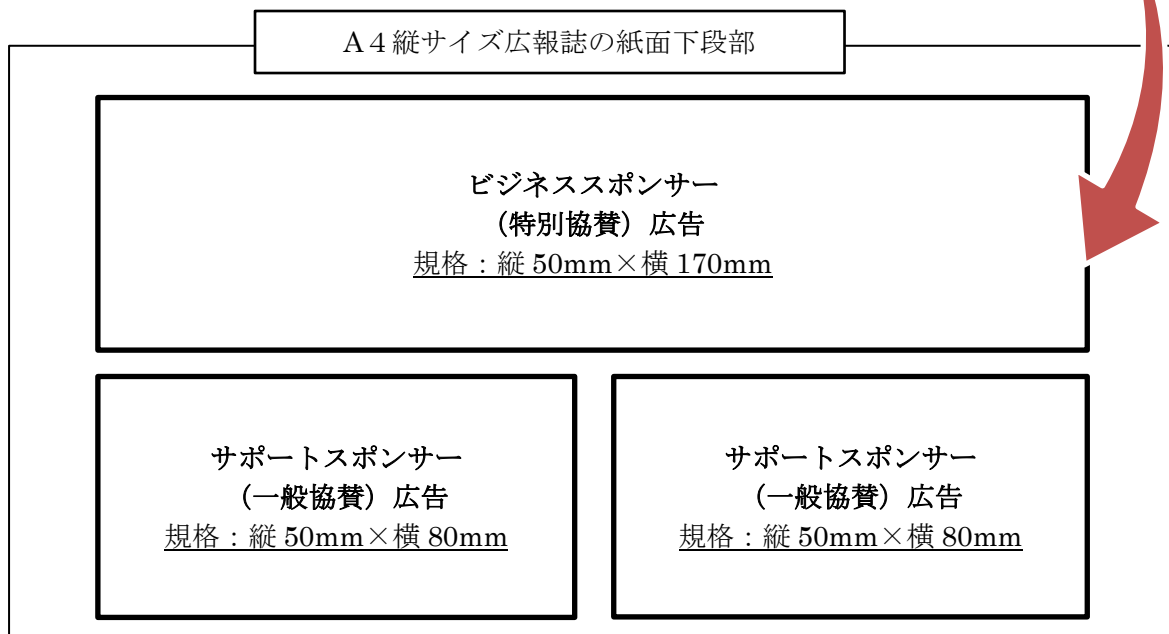 A４縦サイズ広報誌の紙面下段部
ビジネススポンサー
（特別協賛）広告
規格：縦 50mm×横 170mm
サポートスポンサー
（一般協賛）広告
規格：縦 50mm×横 80mm
サポートスポンサー
（一般協賛）広告
規格：縦 50mm×横 80mm